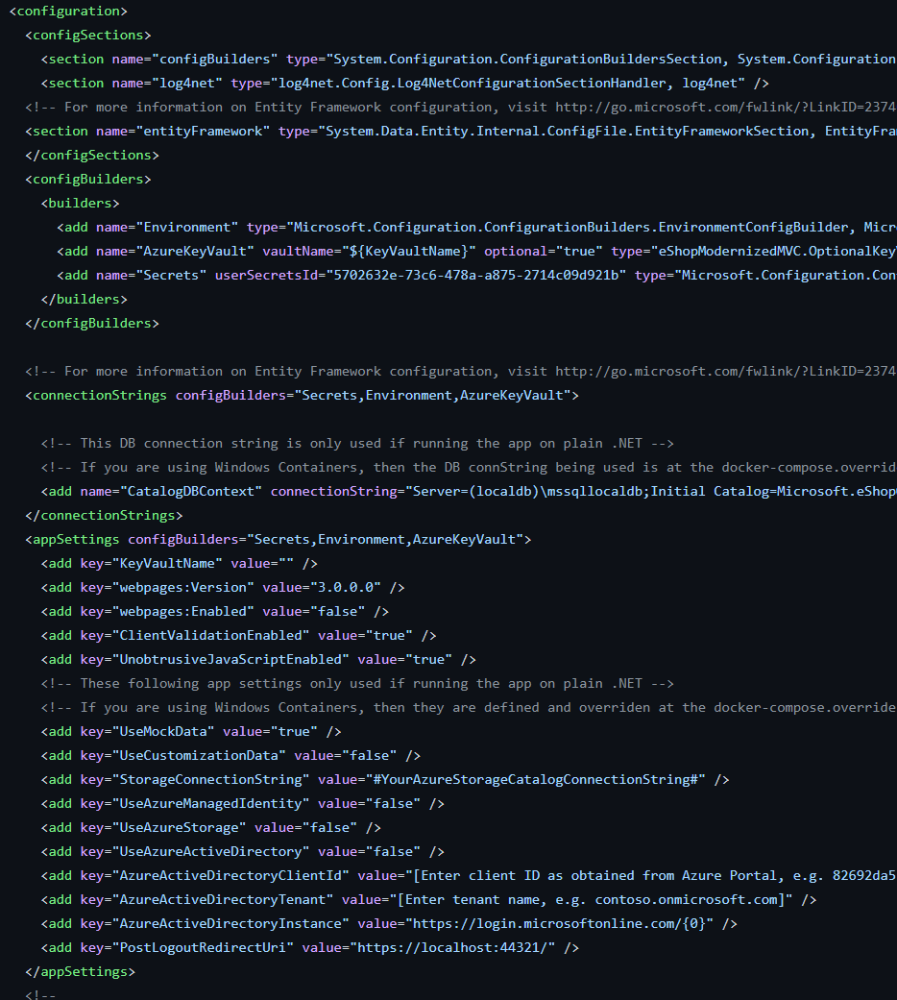 <configuration>
<configSections>
<section name="configBuilders" type="System.Configuration.ConfigurationBuildersSection, System.Configuration
<section name="log4net" type="log4net.Config.Log4NetConfigurationSectionHandler, log4net" />
<!-- For more information on Entity Framework configuration, visit http://go.microsoft.com/fwlink/?LinkID=2374
<section name="entityFramework" type="System.Data.Entity.Internal.ConfigFile.EntityFrameworkSection, EntityFra
</configSections>
<configBuilders>
<builders>
<add name="Environment" type="Microsoft.Configuration.ConfigurationBuilders.EnvironmentConfigBuilder, Micr
<add name="AzureKeyVault" vaultName="${KeyVaultName}" optional="true" type="eShopModernizedMVC.OptionalKey
<add name="Secrets" userSecretsId="5702632e-73c6-478a-a875-2714c09d921b" type="Microsoft.Configuration.Con
</builders>
</configBuilders>
<!-- For more information on Entity Framework configuration, visit http://go.microsoft.com/fwlink/?LinkID=2374
<connectionStrings configBuilders="Secrets,Environment,AzureKeyVault">
<!-- This DB connection string is only used if running the app on plain .NET -->
<!-- If you are using Windows Containers, then the DB connString being used is at the docker-compose.overrid
<add name="CatalogDBContext" connectionString="Server=(localdb)\mssqllocaldb;Initial Catalog=Microsoft.eShop
</connectionStrings>
<appSettings configBuilders="Secrets,Environment,AzureKeyVault">
<add key="KeyVaultName" value="" />
<add key="webpages:Version" value="3.0.0.0" />
<add key="webpages:Enabled" value="false" />
<add key="ClientValidationEnabled" value="true" />
<add key="UnobtrusiveJavaScriptEnabled" value="true" />
<!-- These following app settings only used if running the app on plain .NET -->
<!-- If you are using Windows Containers, then they are defined and overriden at the docker-compose.override
<add key="UseMockData" value="true" />
<add key="UseCustomizationData" value="false" />
<add key="StorageConnectionString" value="#YourAzureStorageCatalogConnectionString#" />
<add key="UseAzureManagedIdentity" value="false" />
<add key="UseAzureStorage" value="false" />
<add key="UseAzureActiveDirectory" value="false" />
<add key="AzureActiveDirectoryClientId" value="[Enter client ID as obtained from Azure Portal, e.g. 82692da5
<add key="AzureActiveDirectoryTenant" value="[Enter tenant name, e.g. contoso.onmicrosoft.com]" />
<add key="AzureActiveDirectoryInstance" value="https://login.microsoftonline.com/{0}" />
<add key="PostLogoutRedirectUri" value="https://localhost:44321/" />
</appSettings>
<!--